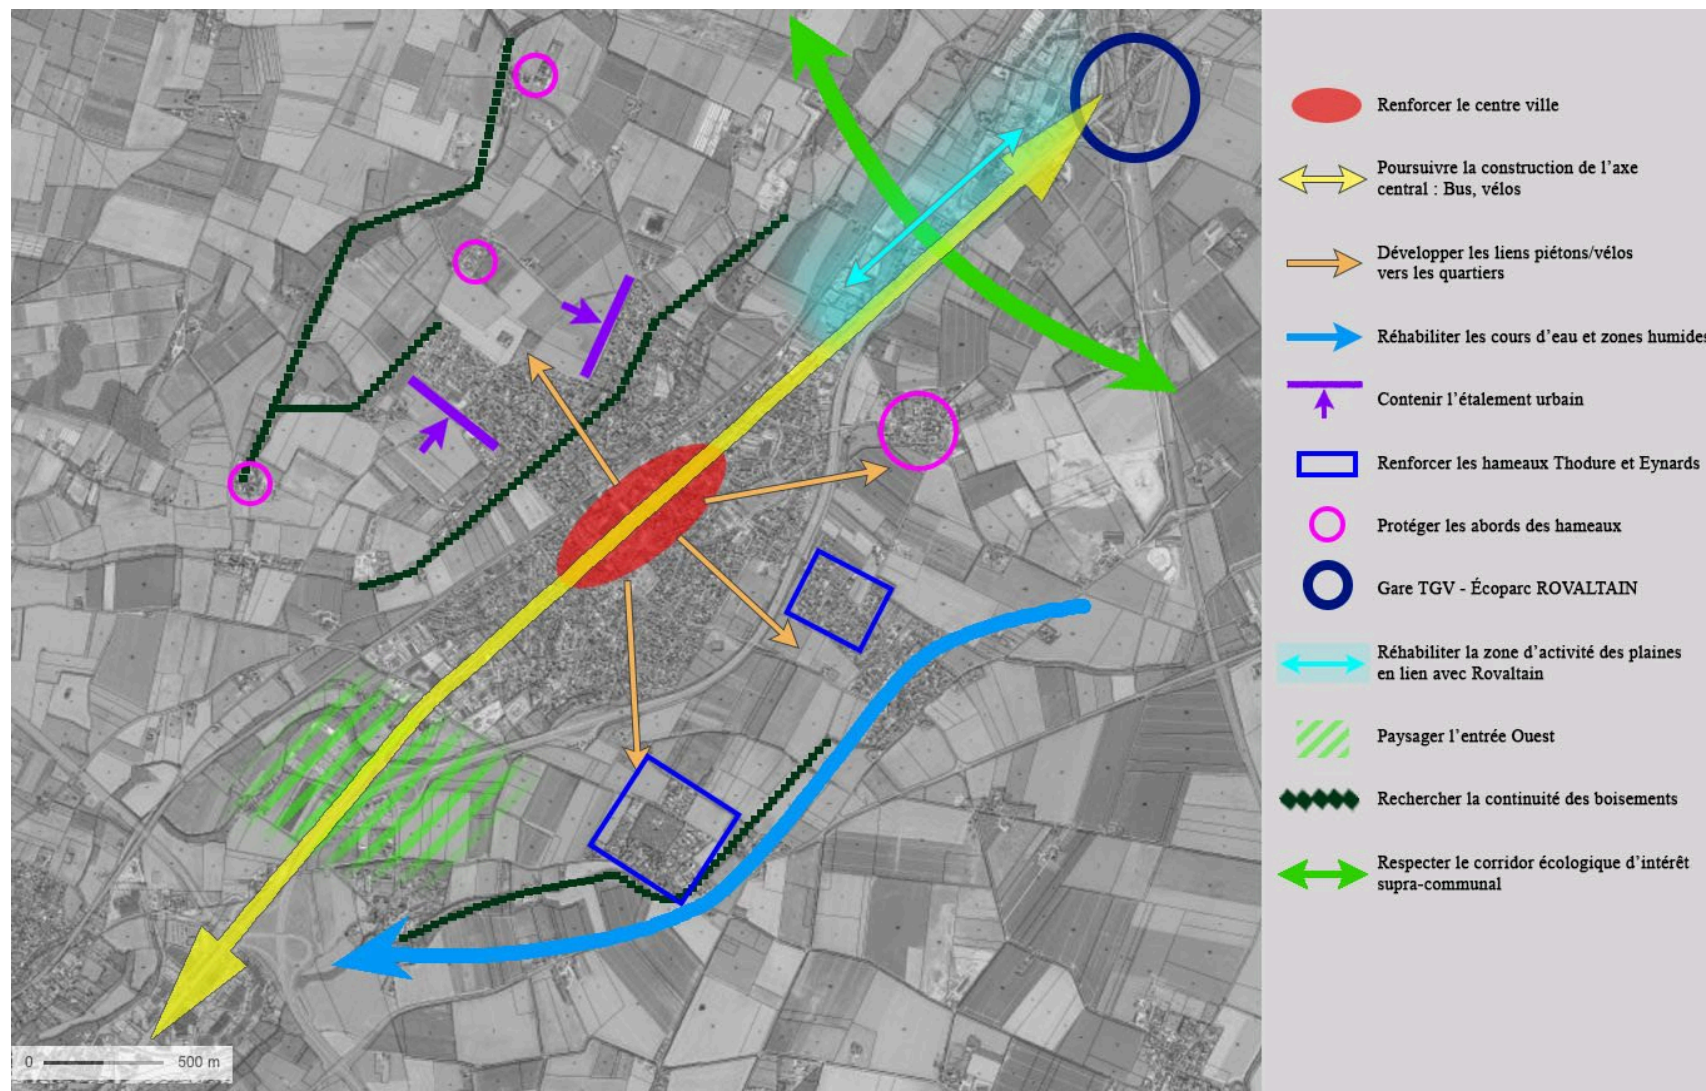 Renforcer le centre ville
Poursuivre la construction de l'axe
central : Bus, vélos
Développer les liens piétons/vélos
vers les quartiers
Réhabiliter les cours d'eau et zones humides
Contenir l'étalement urbain
Renforcer les hameaux Thodure et Eynards
Protéger les abords des hameaux
Gare TGV - Écoparc ROVALTAIN
Réhabiliter la zone d'activité des plaines
en lien avec Rovaltain
Paysager l'entrée Ouest
Rechercher la continuité des boisements
Respecter le corridor écologique d'intérêt
supra-communal
0 500 m